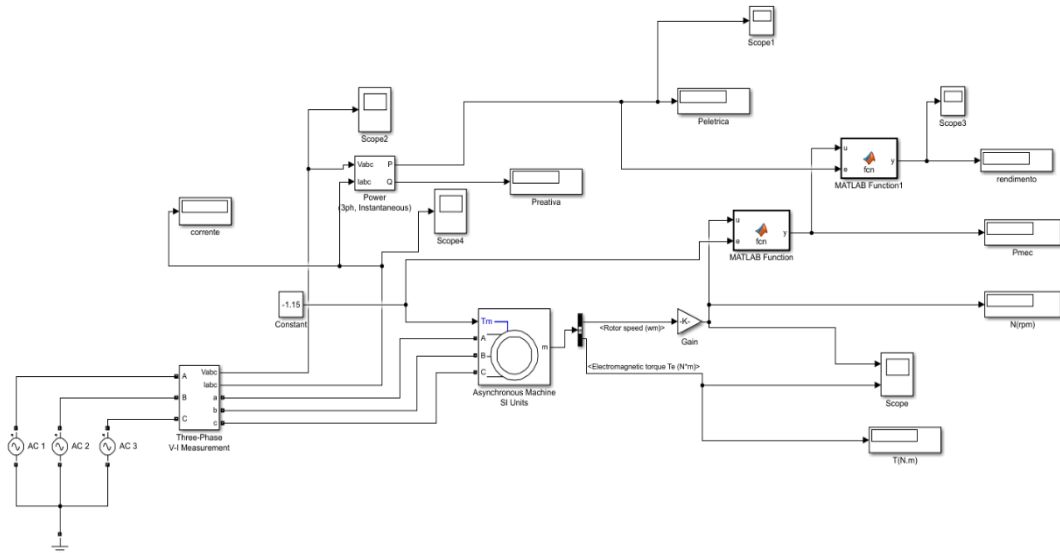 Scope1
Peletrica
Scope2
Scope3
u
e
fcn
y
MATLAB Function1
rendimento
Vabc
Iabc
P
Q
Power
(3ph, Instantaneous)
Preativa
corrente
Scope4
u
e
fcn
y
MATLAB Function
Pmec
-1.15
Constant
Tm
A
B
C
m
Asynchronous Machine
SI Units
<Rotor speed (wm)>
-K-
Gain
N(rpm)
<Electromagnetic torque Te (N*m)>
Scope
T(N.m)
A
B
C
Vabc
Iabc
a
b
c
Three-Phase
V-I Measurement
AC 1
AC 2
AC 3